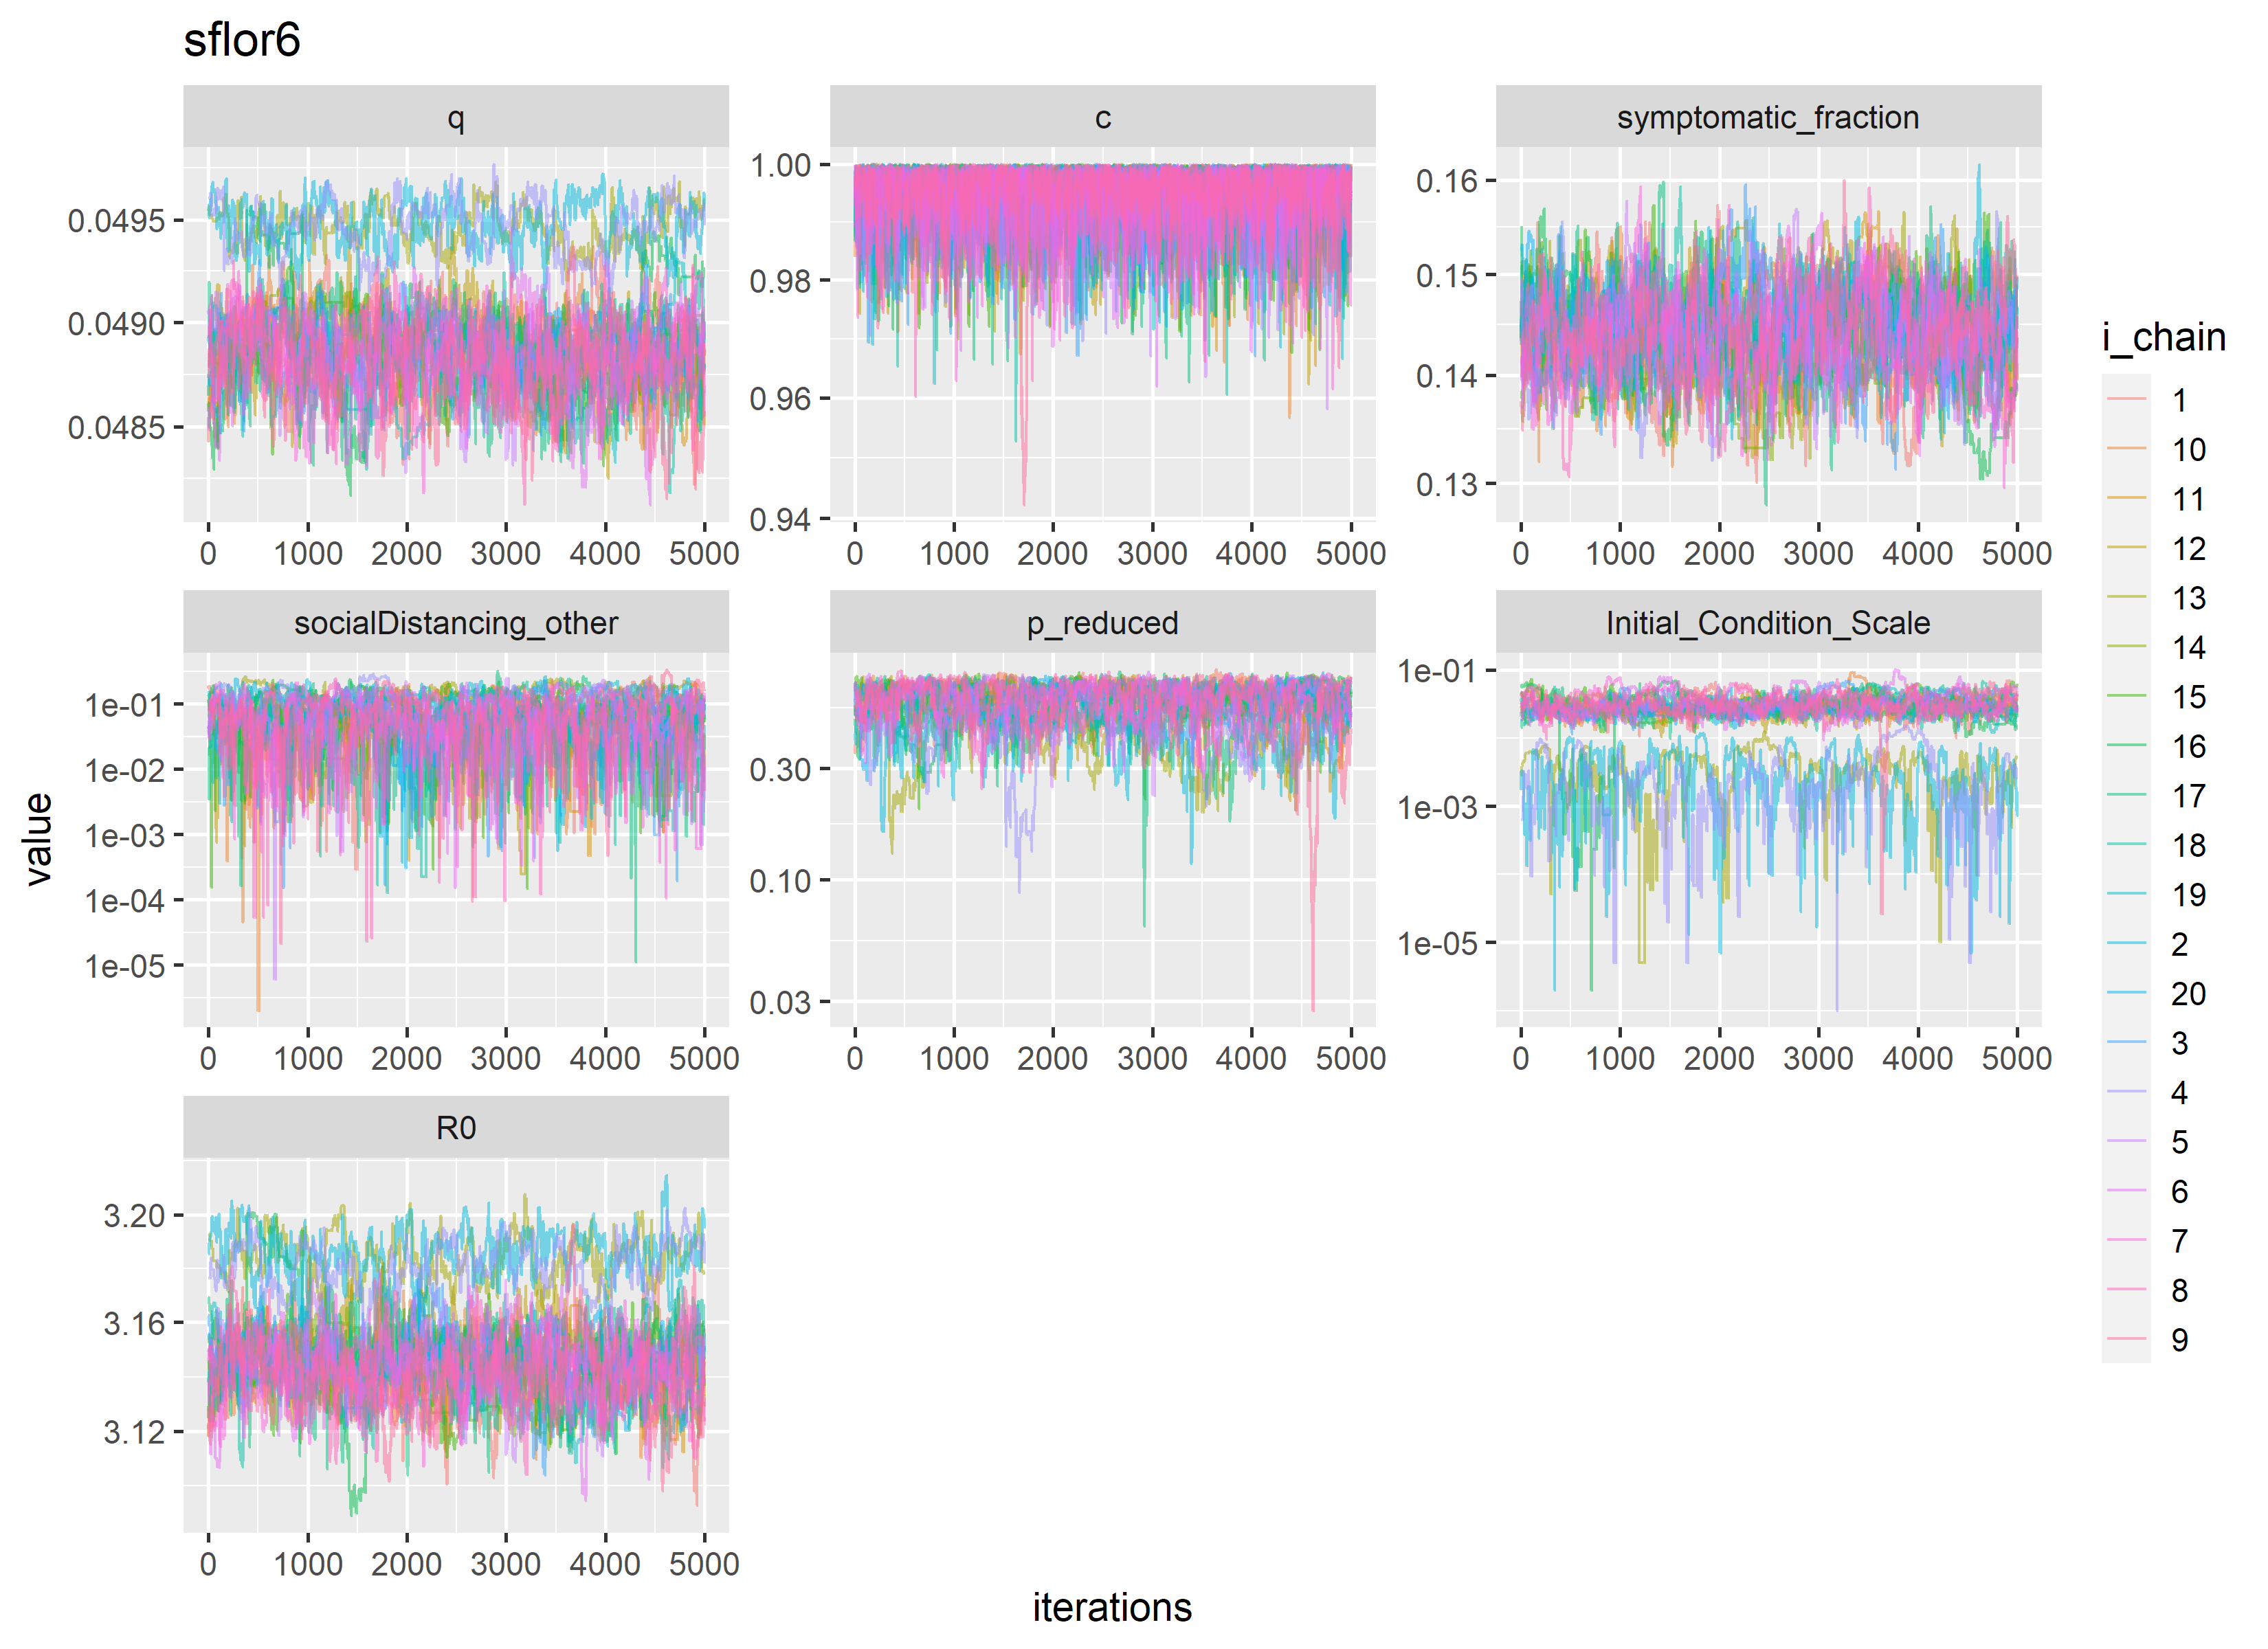 sflor6
q
c
symptomatic_fraction
0.0495
0.0490
0.0485
1.00
0.98
0.96
0.94
0.16
0.15
0.14
0.13
0 1000 2000 3000 4000 5000
0 1000 2000 3000 4000 5000
0 1000 2000 3000 4000 5000
socialDistancing_other
p_reduced
Initial_Condition_Scale
1e-01
1e-02
1e-03
1e-04
1e-05
0.30
0.10
0.03
1e-01
1e-03
1e-05
0 1000 2000 3000 4000 5000
0 1000 2000 3000 4000 5000
0 1000 2000 3000 4000 5000
R0
3.20
3.16
3.12
0 1000 2000 3000 4000 5000
value
iterations
i_chain
1
10
11
12
13
14
15
16
17
18
19
2
20
3
4
5
6
7
8
9